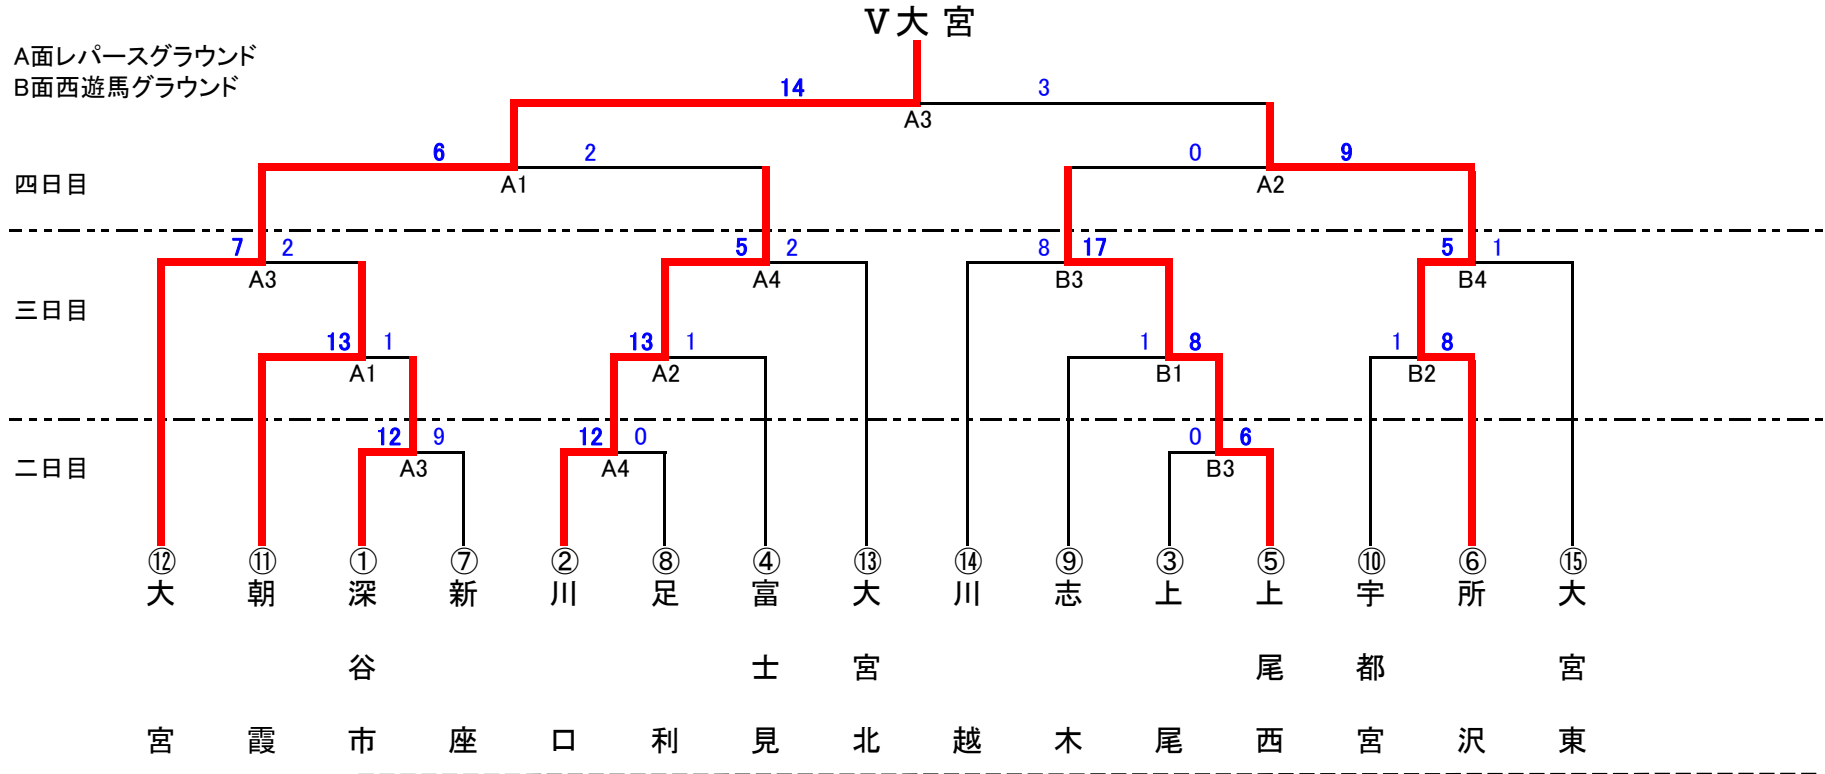 V大宮
A面レパースグラウンド
B面西遊馬グラウンド
14 3
A3
6 2 0 9
四日目 A1 A2
7 2 5 2 8 17 5 1
A3 A4 B3 B4
三日目
13 1 13 1 1 8 1 8
A1 A2 B1 B2
12 9 12 0 0 6
二日目 A3 A4 B3
⑫ ⑪ ① ⑦ ② ⑧ ④ ⑬ ⑭ ⑨ ③ ⑤ ⑩ ⑥ ⑮
大宮
朝霞
深谷市
新座
川口
足利
富士見
大宮北
川越
志木
上尾
上尾西
宇都宮
所沢
大宮東